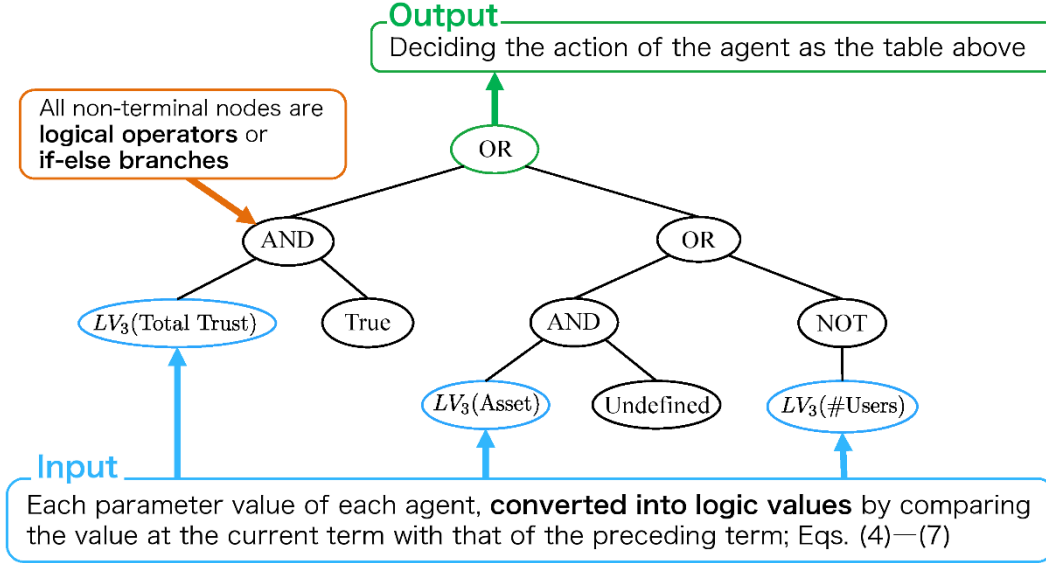 Output
Deciding the action of the agent as the table above
All non-terminal nodes are
logical operators or
if-else branches
OR
AND
OR
LV₃(Total Trust)
True
AND
NOT
LV₃(Asset)
Undefined
LV₃(#Users)
Input
Each parameter value of each agent, converted into logic values by comparing
the value at the current term with that of the preceding term; Eqs. (4)—(7)